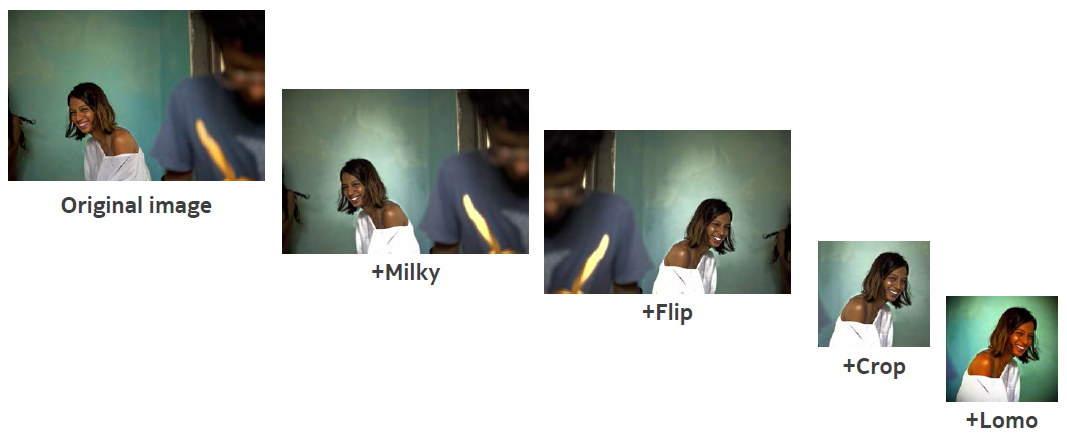 Original image
+Milky
+Flip
+Crop
+Lomo